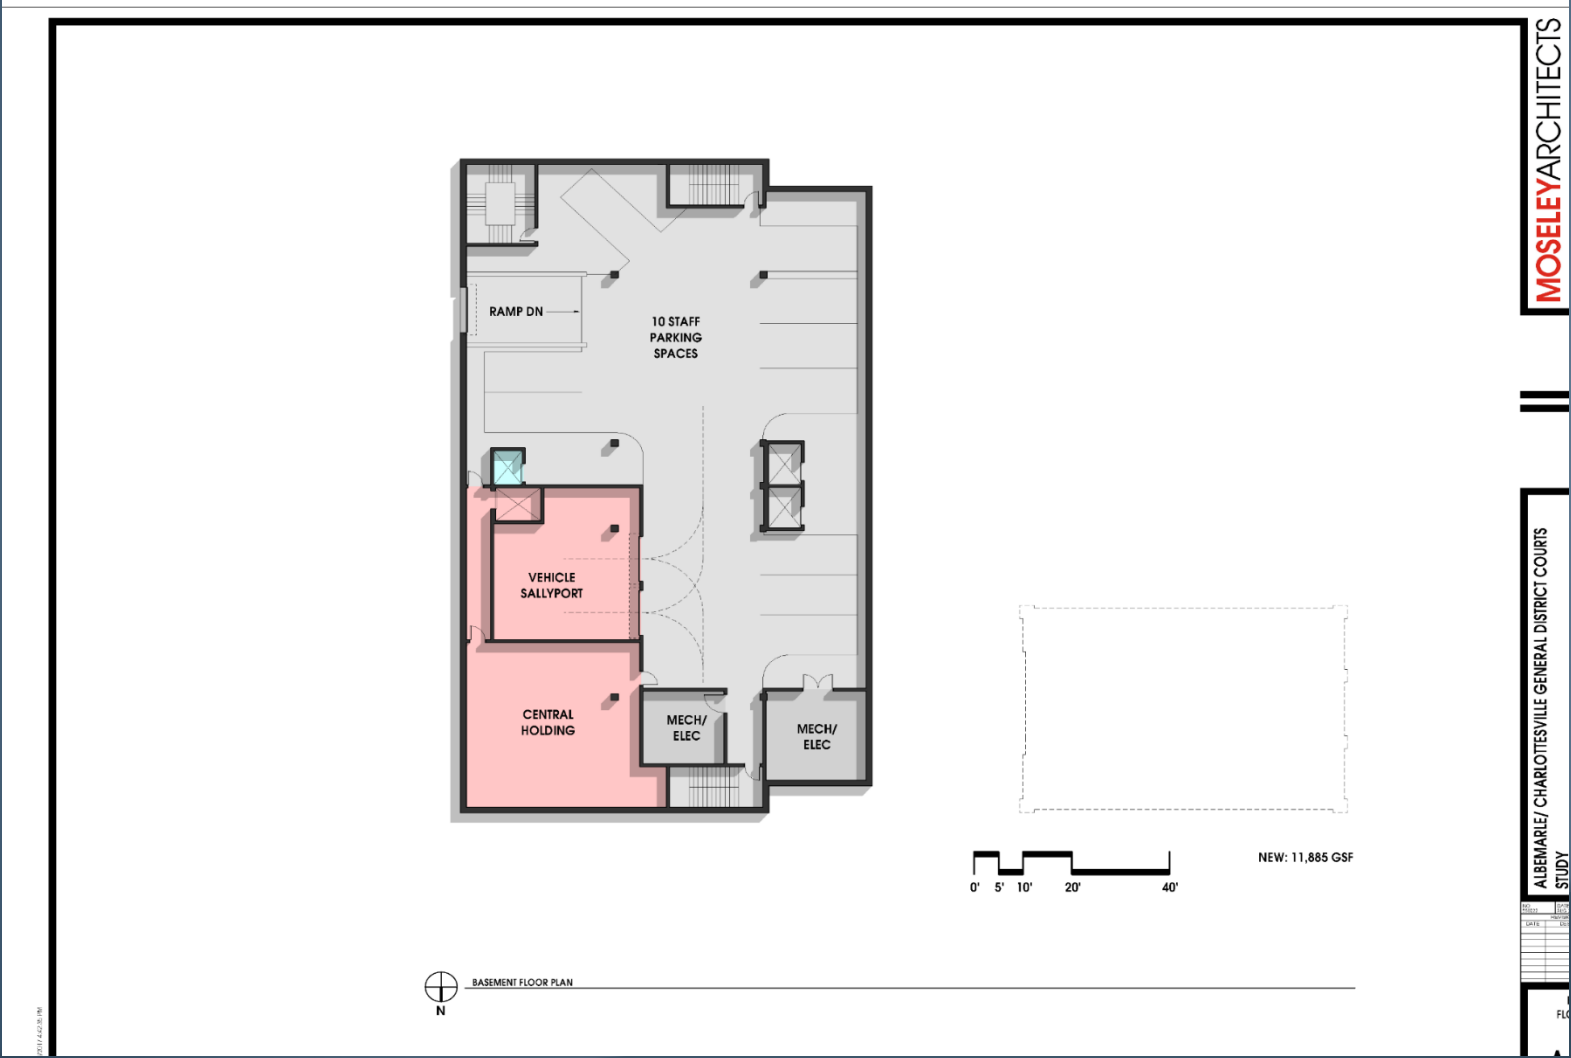 MOSELEYARCHITECTS
RAMP DN
10 STAFF
PARKING
SPACES
VEHICLE
SALLYPORT
CENTRAL
HOLDING
MECH/
ELEC
MECH/
ELEC
NEW: 11,885 GSF
0' 5' 10' 20' 40'
BASEMENT FLOOR PLAN
N
ALBEMARLE/ CHARLOTTESVILLE GENERAL DISTRICT COURTS
STUDY
DATE